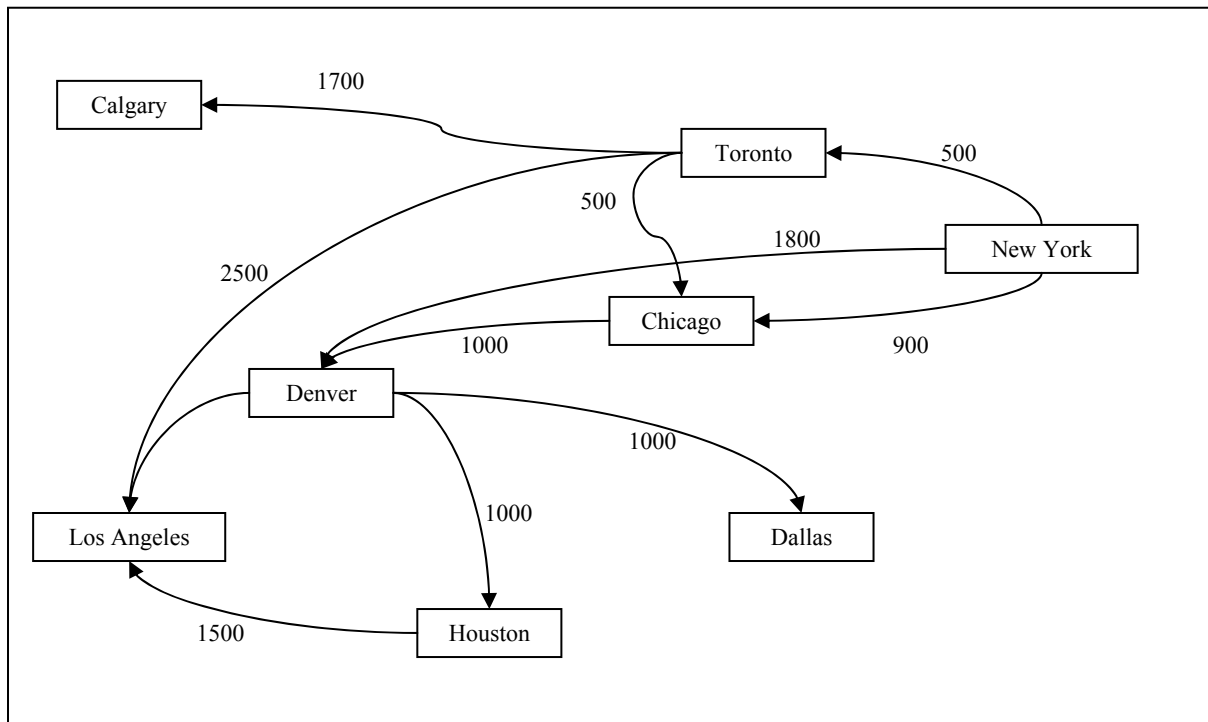 1700
Calgary
Toronto
500
500
1800
New York
2500
Chicago
1000
900
Denver
1000
1000
Los Angeles
Dallas
1500
Houston